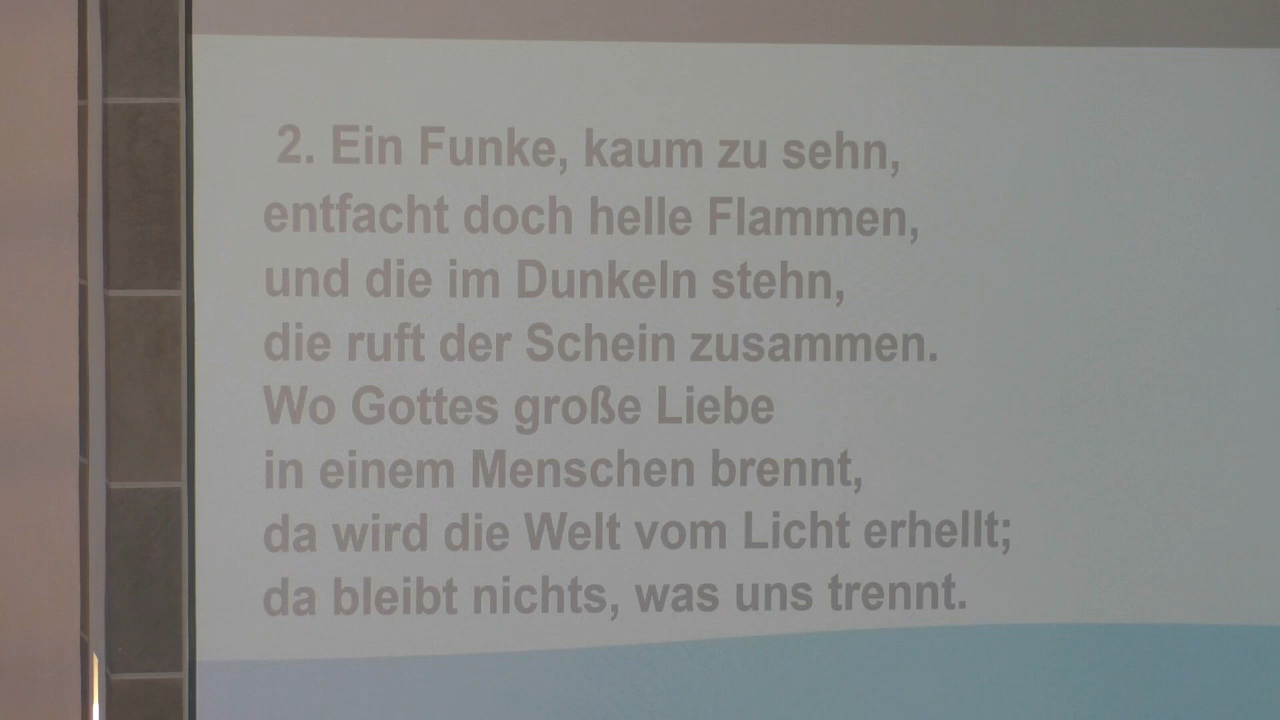 2. Ein Funke, kaum zu sehn,
entfacht doch helle Flammen,
und die im Dunkeln stehn,
die ruft der Schein zusammen.
Wo Gottes große Liebe
in einem Menschen brennt,
da wird die Welt vom Licht erhellt;
da bleibt nichts, was uns trennt.